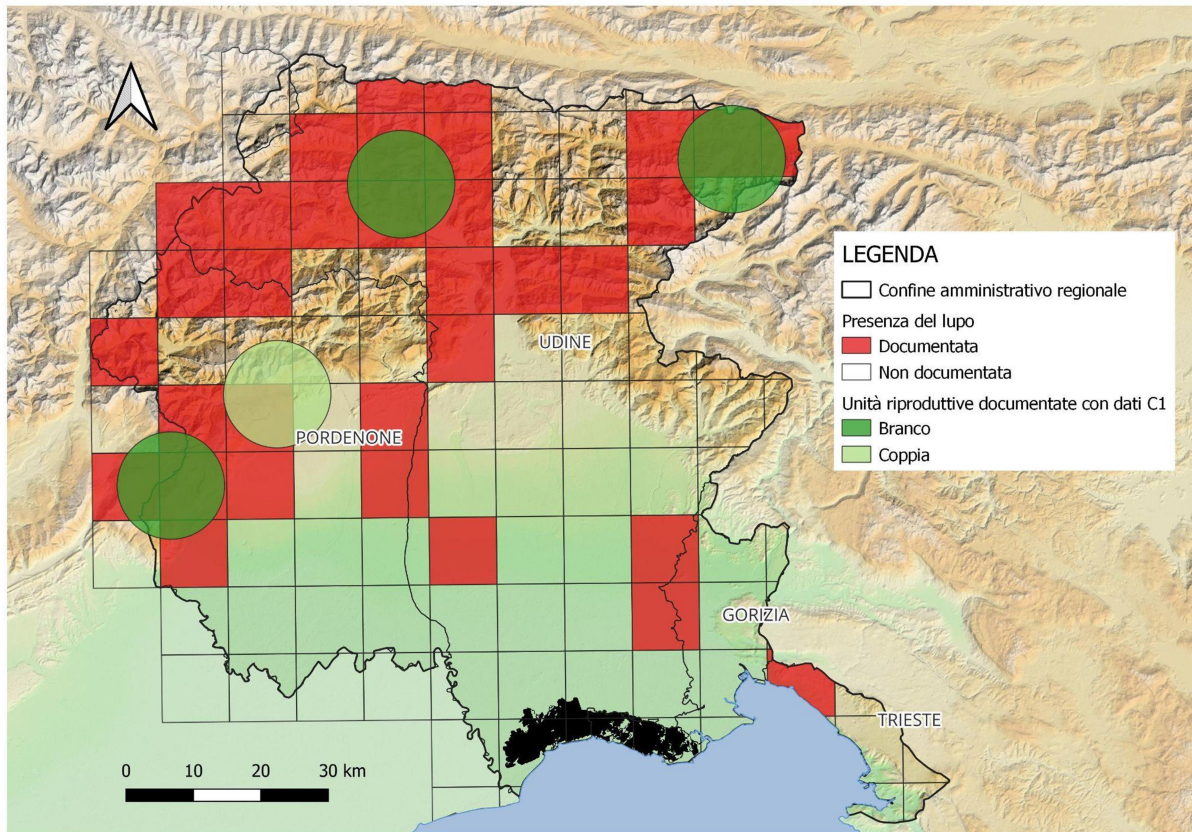 UDINE
PORDENONE
GORIZIA
TRIESTE
LEGENDA
Confine amministrativo regionale
Presenza del lupo
Documentata
Non documentata
Unità riproduttive documentate con dati C1
Branco
Coppia
0 10 20 30 km